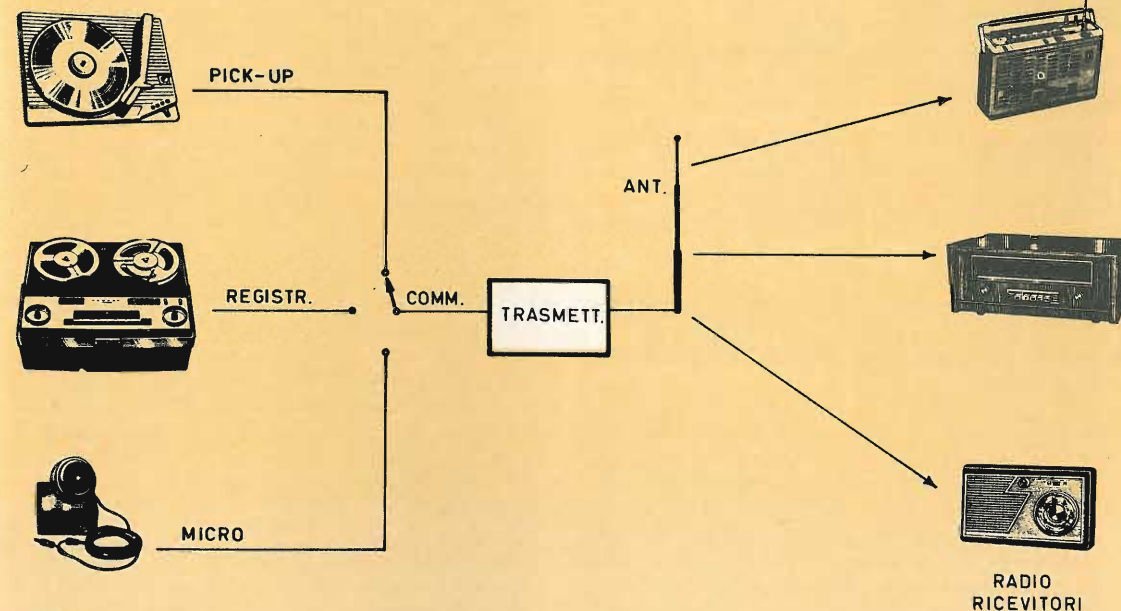 PICK-UP
ANT.
REGISTR.
COMM.
TRASMETT.
MICRO
RADIO
RICEVITORI